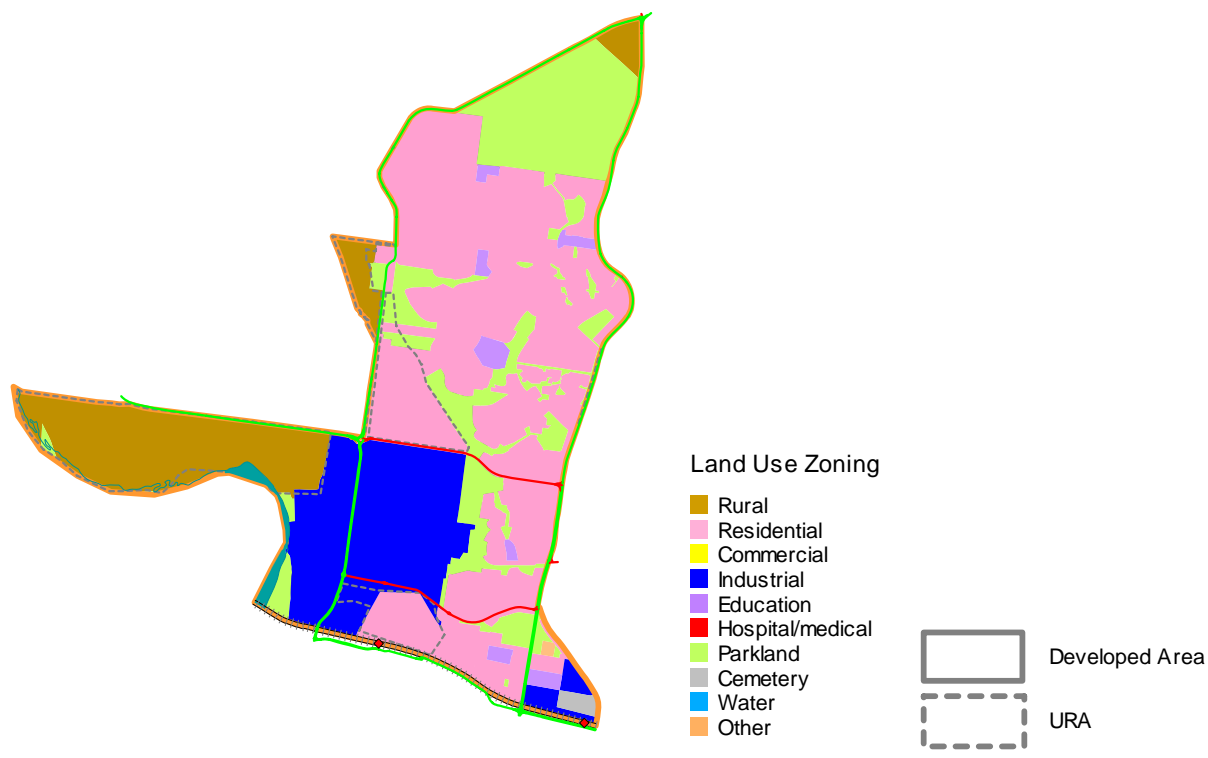 Land Use Zoning
Rural
Residential
Commercial
Industrial
Education
Hospital/medical
Parkland
Cemetery
Water
Other
Developed Area
URA